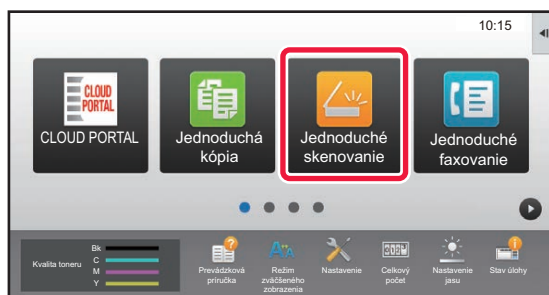 10:15
CLOUD
PORTAL
CLOUD PORTAL
Jednoduchá
kópia
Jednoduché
skenovanie
Jednoduché
faxovanie
Kvalita toneru
Bk
C
M
Y
Prevádzková
príručka
Režim
zväčšeného
zobrazenia
Nastavenie
Celkový
počet
Nastavenie
jasu
Stav úlohy